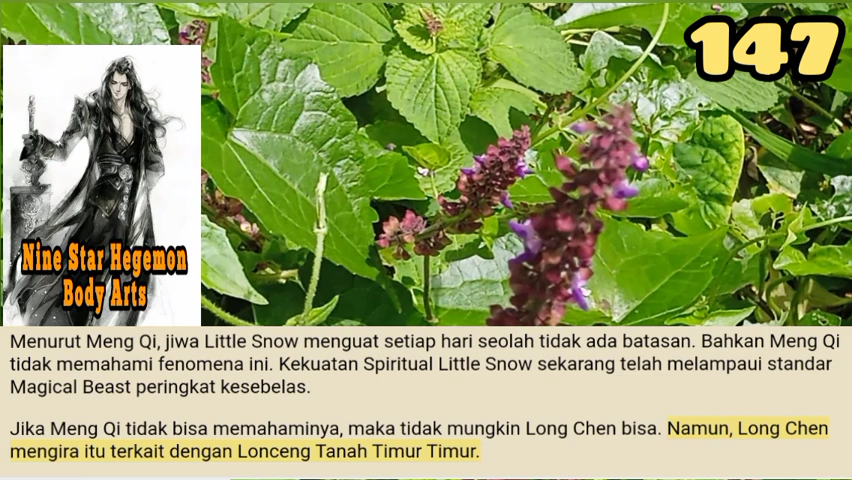 147
Nine Star Hegemon
Body Arts
Menurut Meng Qi, jiwa Little Snow menguat setiap hari seolah tidak ada batasan. Bahkan Meng Qi
tidak memahami fenomena ini. Kekuatan Spiritual Little Snow sekarang telah melampaui standar
Magical Beast peringkat kesebelas.
Jika Meng Qi tidak bisa memahaminya, maka tidak mungkin Long Chen bisa. Namun, Long Chen
mengira itu terkait dengan Lonceng Tanah Timur Timur.